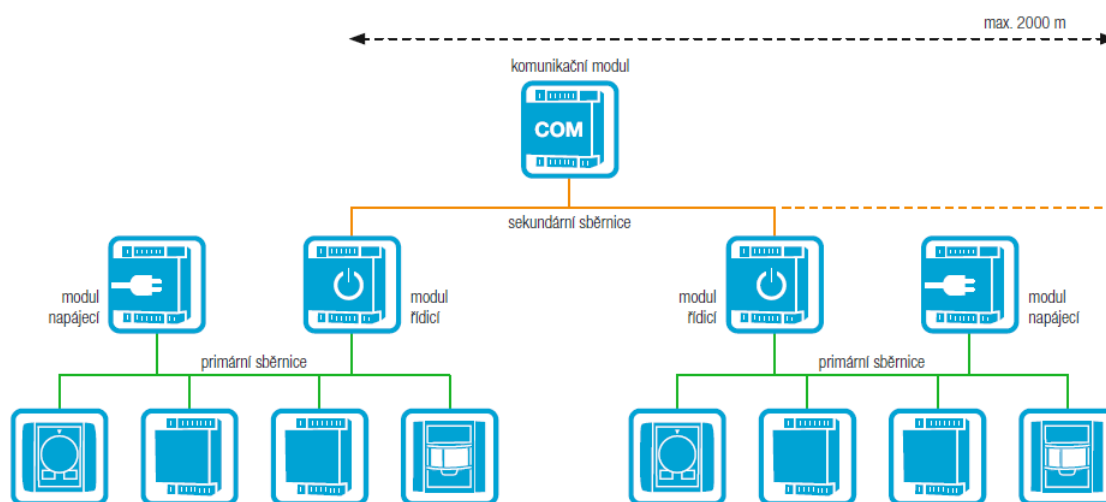 max. 2000 m
komunikační modul
COM
sekundární sběrnice
modul
napájecí
modul
řídicí
modul
řídicí
modul
napájecí
primární sběrnice
primární sběrnice